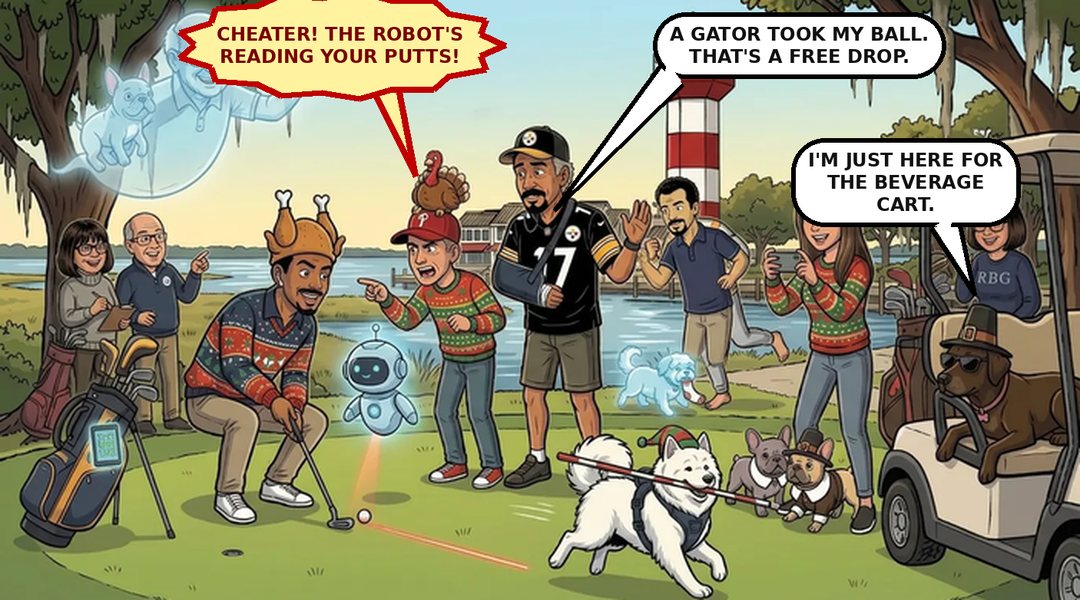 CHEATER! THE ROBOT'S
READING YOUR PUTTS!
A GATOR TOOK MY BALL.
THAT'S A FREE DROP.
I'M JUST HERE FOR
THE BEVERAGE
CART.
P
17
RBG